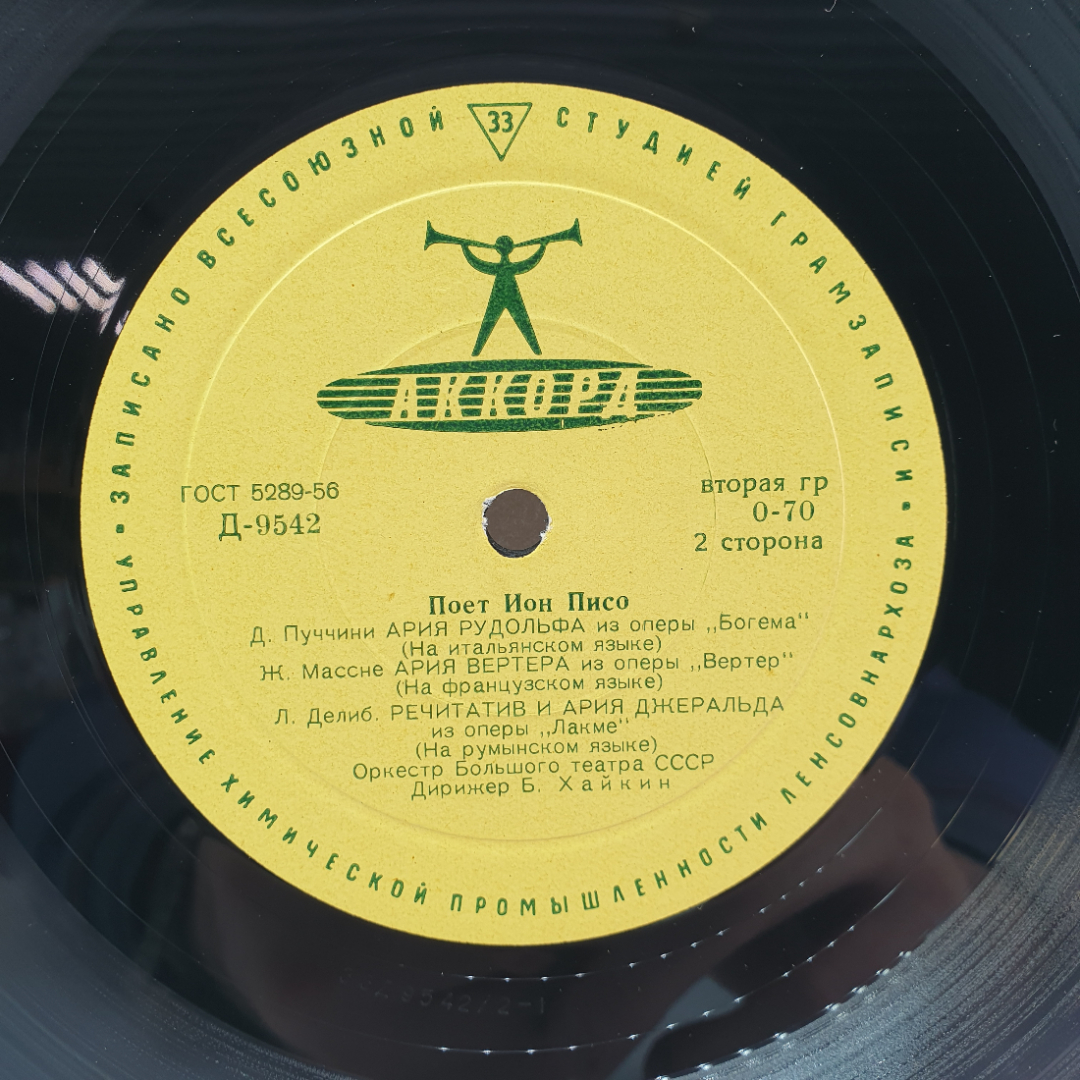 ЗАПИСАНО ВСЕСОЮЗНОЙ 33 СТУДИЕЙ ГРАМЗАПИСИ
АККОРД
ГОСТ 5289-56
Д-9542
вторая гр
0-70
2 сторона
Поет Ион Писо
Д. Пуччини АРИЯ РУДОЛЬФА из оперы „Богема“
(На итальянском языке)
Ж. Массне АРИЯ ВЕРТЕРА из оперы „Вертер“
(На французском языке)
Л. Делиб. РЕЧИТАТИВ И АРИЯ ДЖЕРАЛЬДА
из оперы „Лакме“
(На румынском языке)
Оркестр Большого театра СССР
Дирижер Б. Хайкин
УПРАВЛЕНИЕ ХИМИЧЕСКОЙ ПРОМЫШЛЕННОСТИ ЛЕНСОВНАРХОЗА
9542/2-1